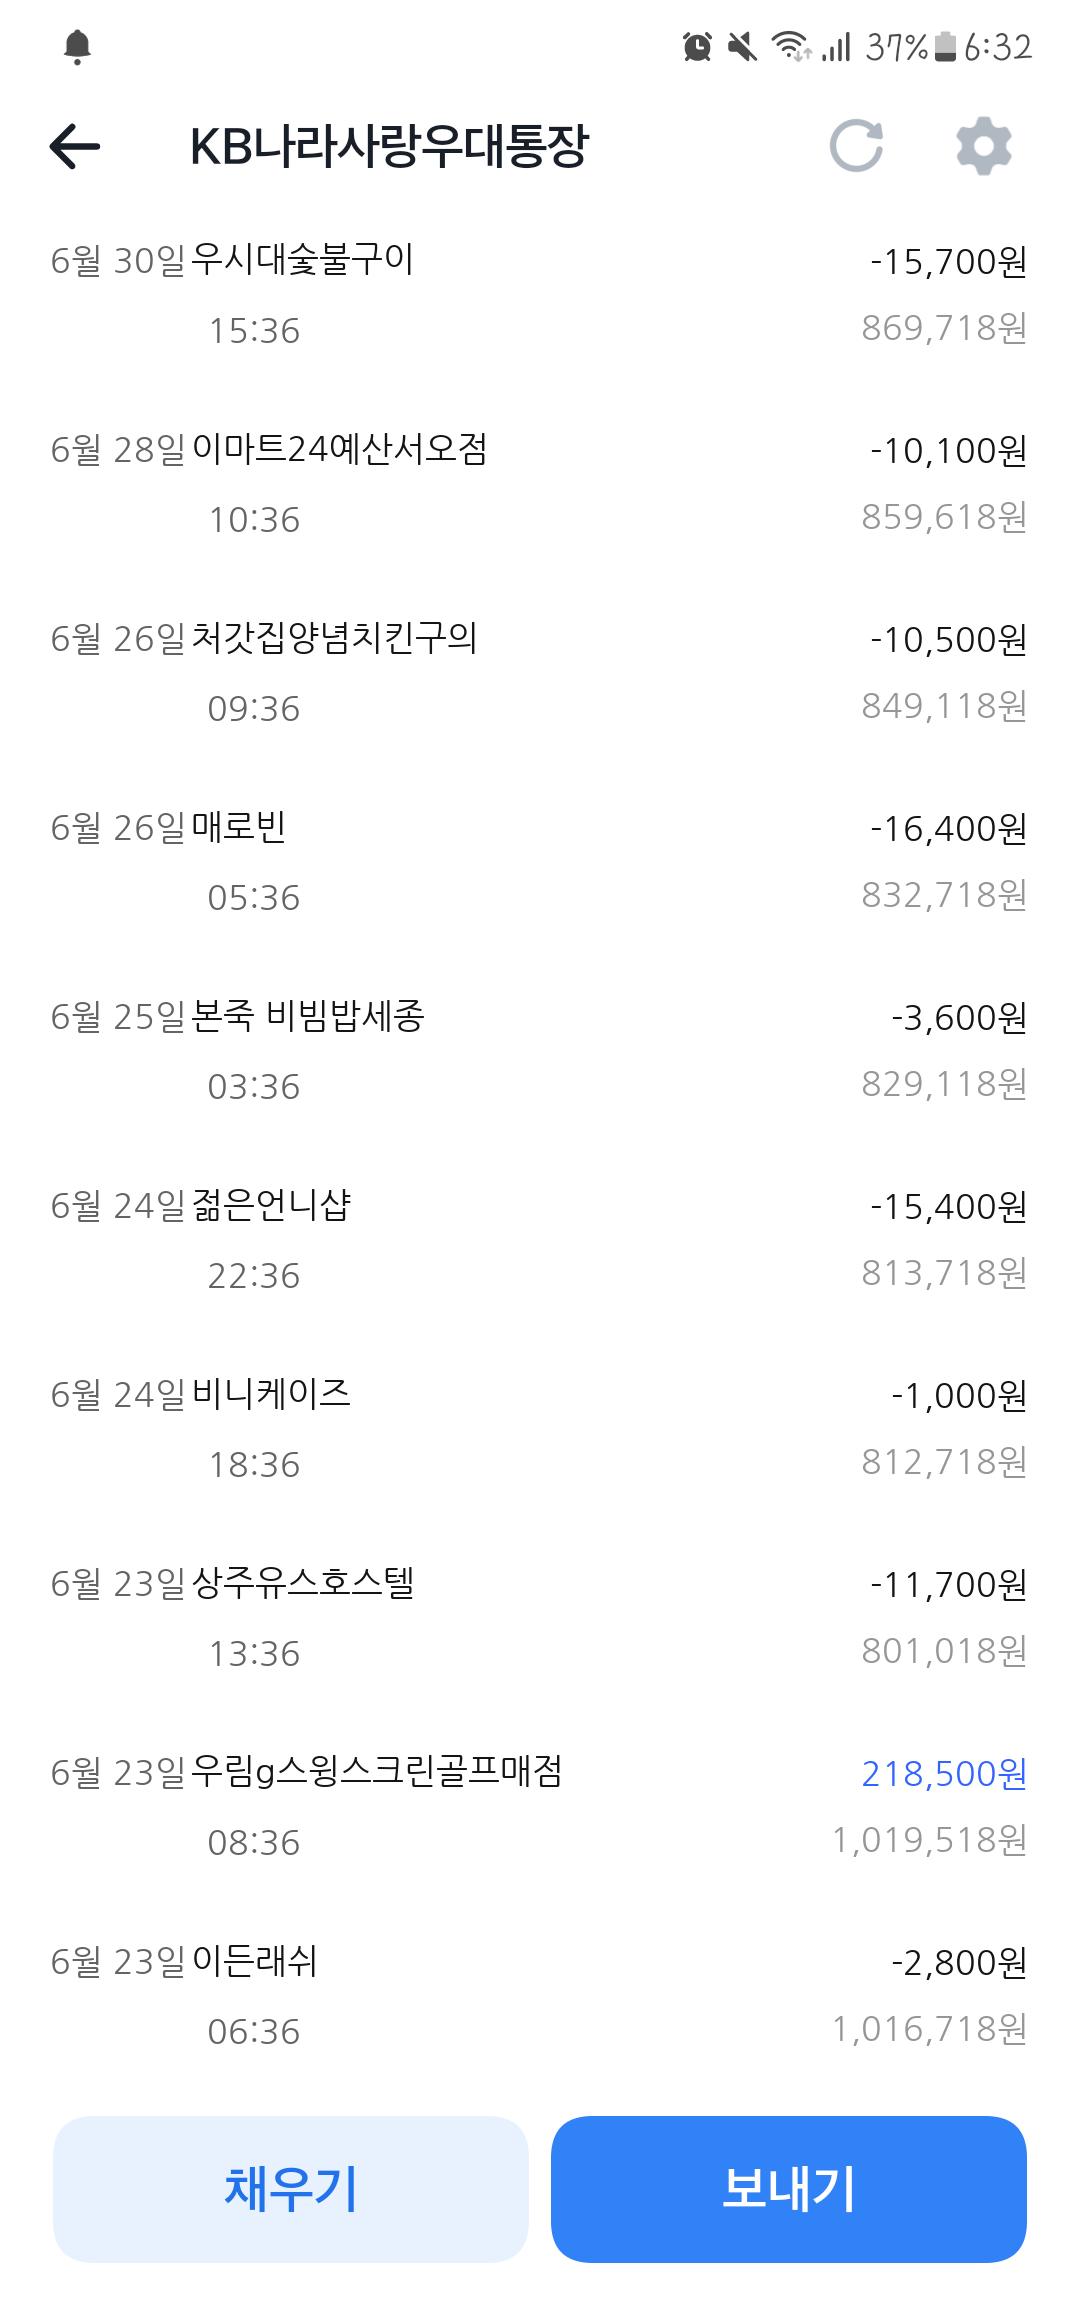 37% 6:32
KB나라사랑우대통장
6월 30일 우시대숯불구이 -15,700원
15:36 869,718원
6월 28일 이마트24예산서오점 -10,100원
10:36 859,618원
6월 26일 처갓집양념치킨구의 -10,500원
09:36 849,118원
6월 26일 매로빈 -16,400원
05:36 832,718원
6월 25일 본죽 비빔밥세종 -3,600원
03:36 829,118원
6월 24일 젊은언니샵 -15,400원
22:36 813,718원
6월 24일 비니케이즈 -1,000원
18:36 812,718원
6월 23일 상주유스호스텔 -11,700원
13:36 801,018원
6월 23일 우림g스윙스크린골프매점 218,500원
08:36 1,019,518원
6월 23일 이든래쉬 -2,800원
06:36 1,016,718원
채우기 보내기